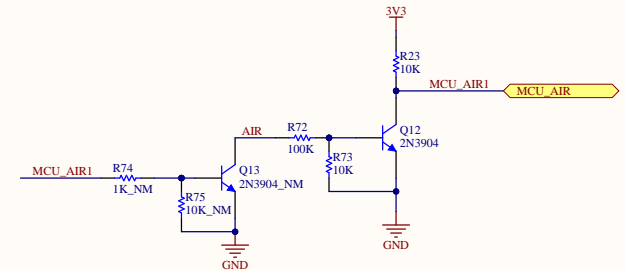 3V3
R23
10K
MCU_AIR1
MCU_AIR
AIR
R72
100K
Q12
2N3904
R73
10K
MCU_AIR1
R74
1K_NM
Q13
2N3904_NM
R75
10K_NM
GND
GND